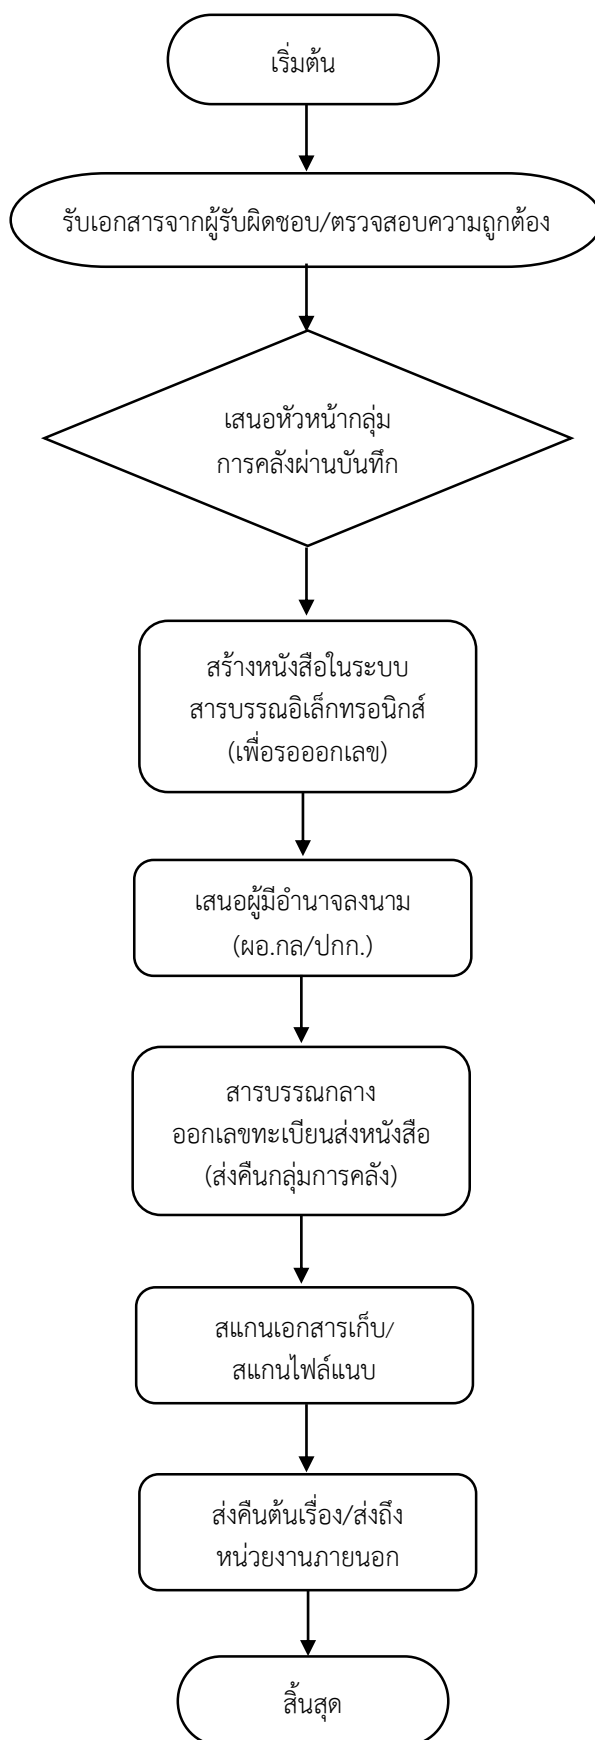 เริ่มต้น
รับเอกสารจากผู้รับผิดชอบ/ตรวจสอบความถูกต้อง
เสนอหัวหน้ากลุ่ม
การคลังผ่านบันทึก
สร้างหนังสือในระบบ
สารบรรณอิเล็กทรอนิกส์
(เพื่อรอออกเลข)
เสนอผู้มีอำนาจลงนาม
(ผอ.กล/ปกก.)
สารบรรณกลาง
ออกเลขทะเบียนส่งหนังสือ
(ส่งคืนกลุ่มการคลัง)
สแกนเอกสารเก็บ/
สแกนไฟล์แนบ
ส่งคืนต้นเรื่อง/ส่งถึง
หน่วยงานภายนอก
สิ้นสุด